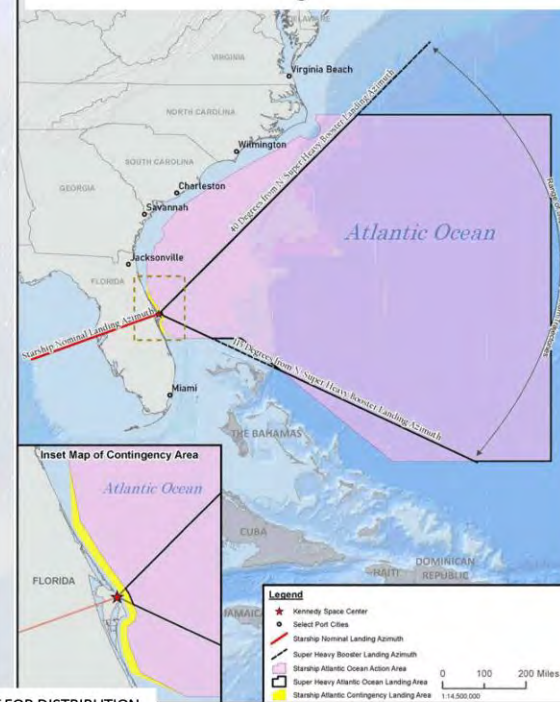 DELAWARE
VIRGINIA
Virginia Beach
NORTH CAROLINA
Wilmington
SOUTH CAROLINA
Charleston
GEORGIA
Savannah
40 Degrees from N/Super Heavy Booster Landing Azimuth
Atlantic Ocean
Jacksonville
FLORIDA
Starship Nominal Landing Azimuth
115 Degrees from N/Super Heavy Booster Landing Azimuth
Miami
THE BAHAMAS
Inset Map of Contingency Area
Atlantic Ocean
FLORIDA
CUBA
HAITI
DOMINICAN
REPUBLIC
JAMAICA
Legend
Kennedy Space Center
Select Port Cities
Starship Nominal Landing Azimuth
Super Heavy Booster Landing Azimuth
Starship Atlantic Ocean Action Area
Super Heavy Atlantic Ocean Landing Area
Starship Atlantic Contingency Landing Area
0 100 200 Miles
1:14,500,000
FOR DISTRIBUTION